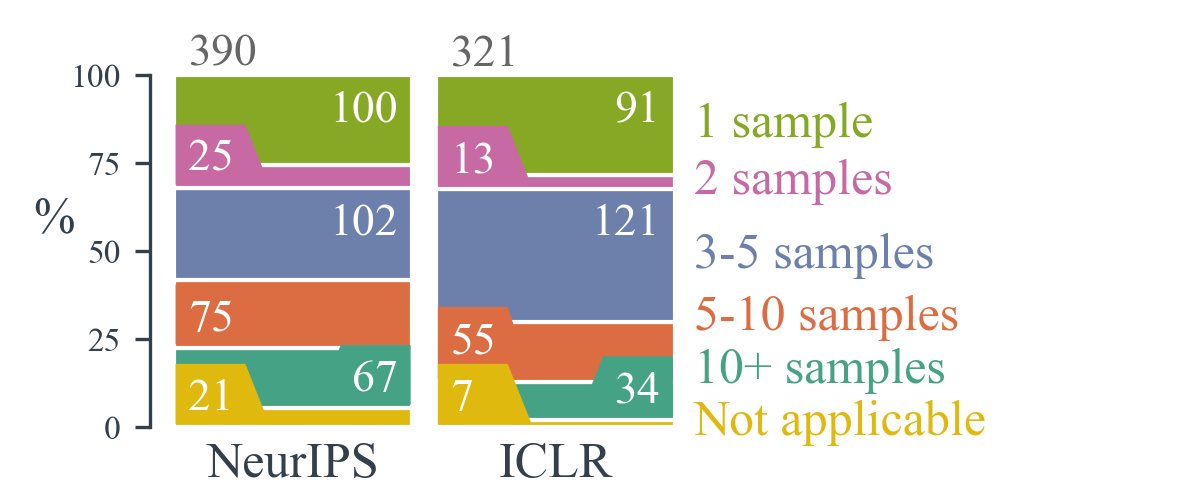 390 321
100
75
50
25
0
%
100 91
25 13
102 121
75 55
67 34
21 7
1 sample
2 samples
3-5 samples
5-10 samples
10+ samples
Not applicable
NeurIPS ICLR